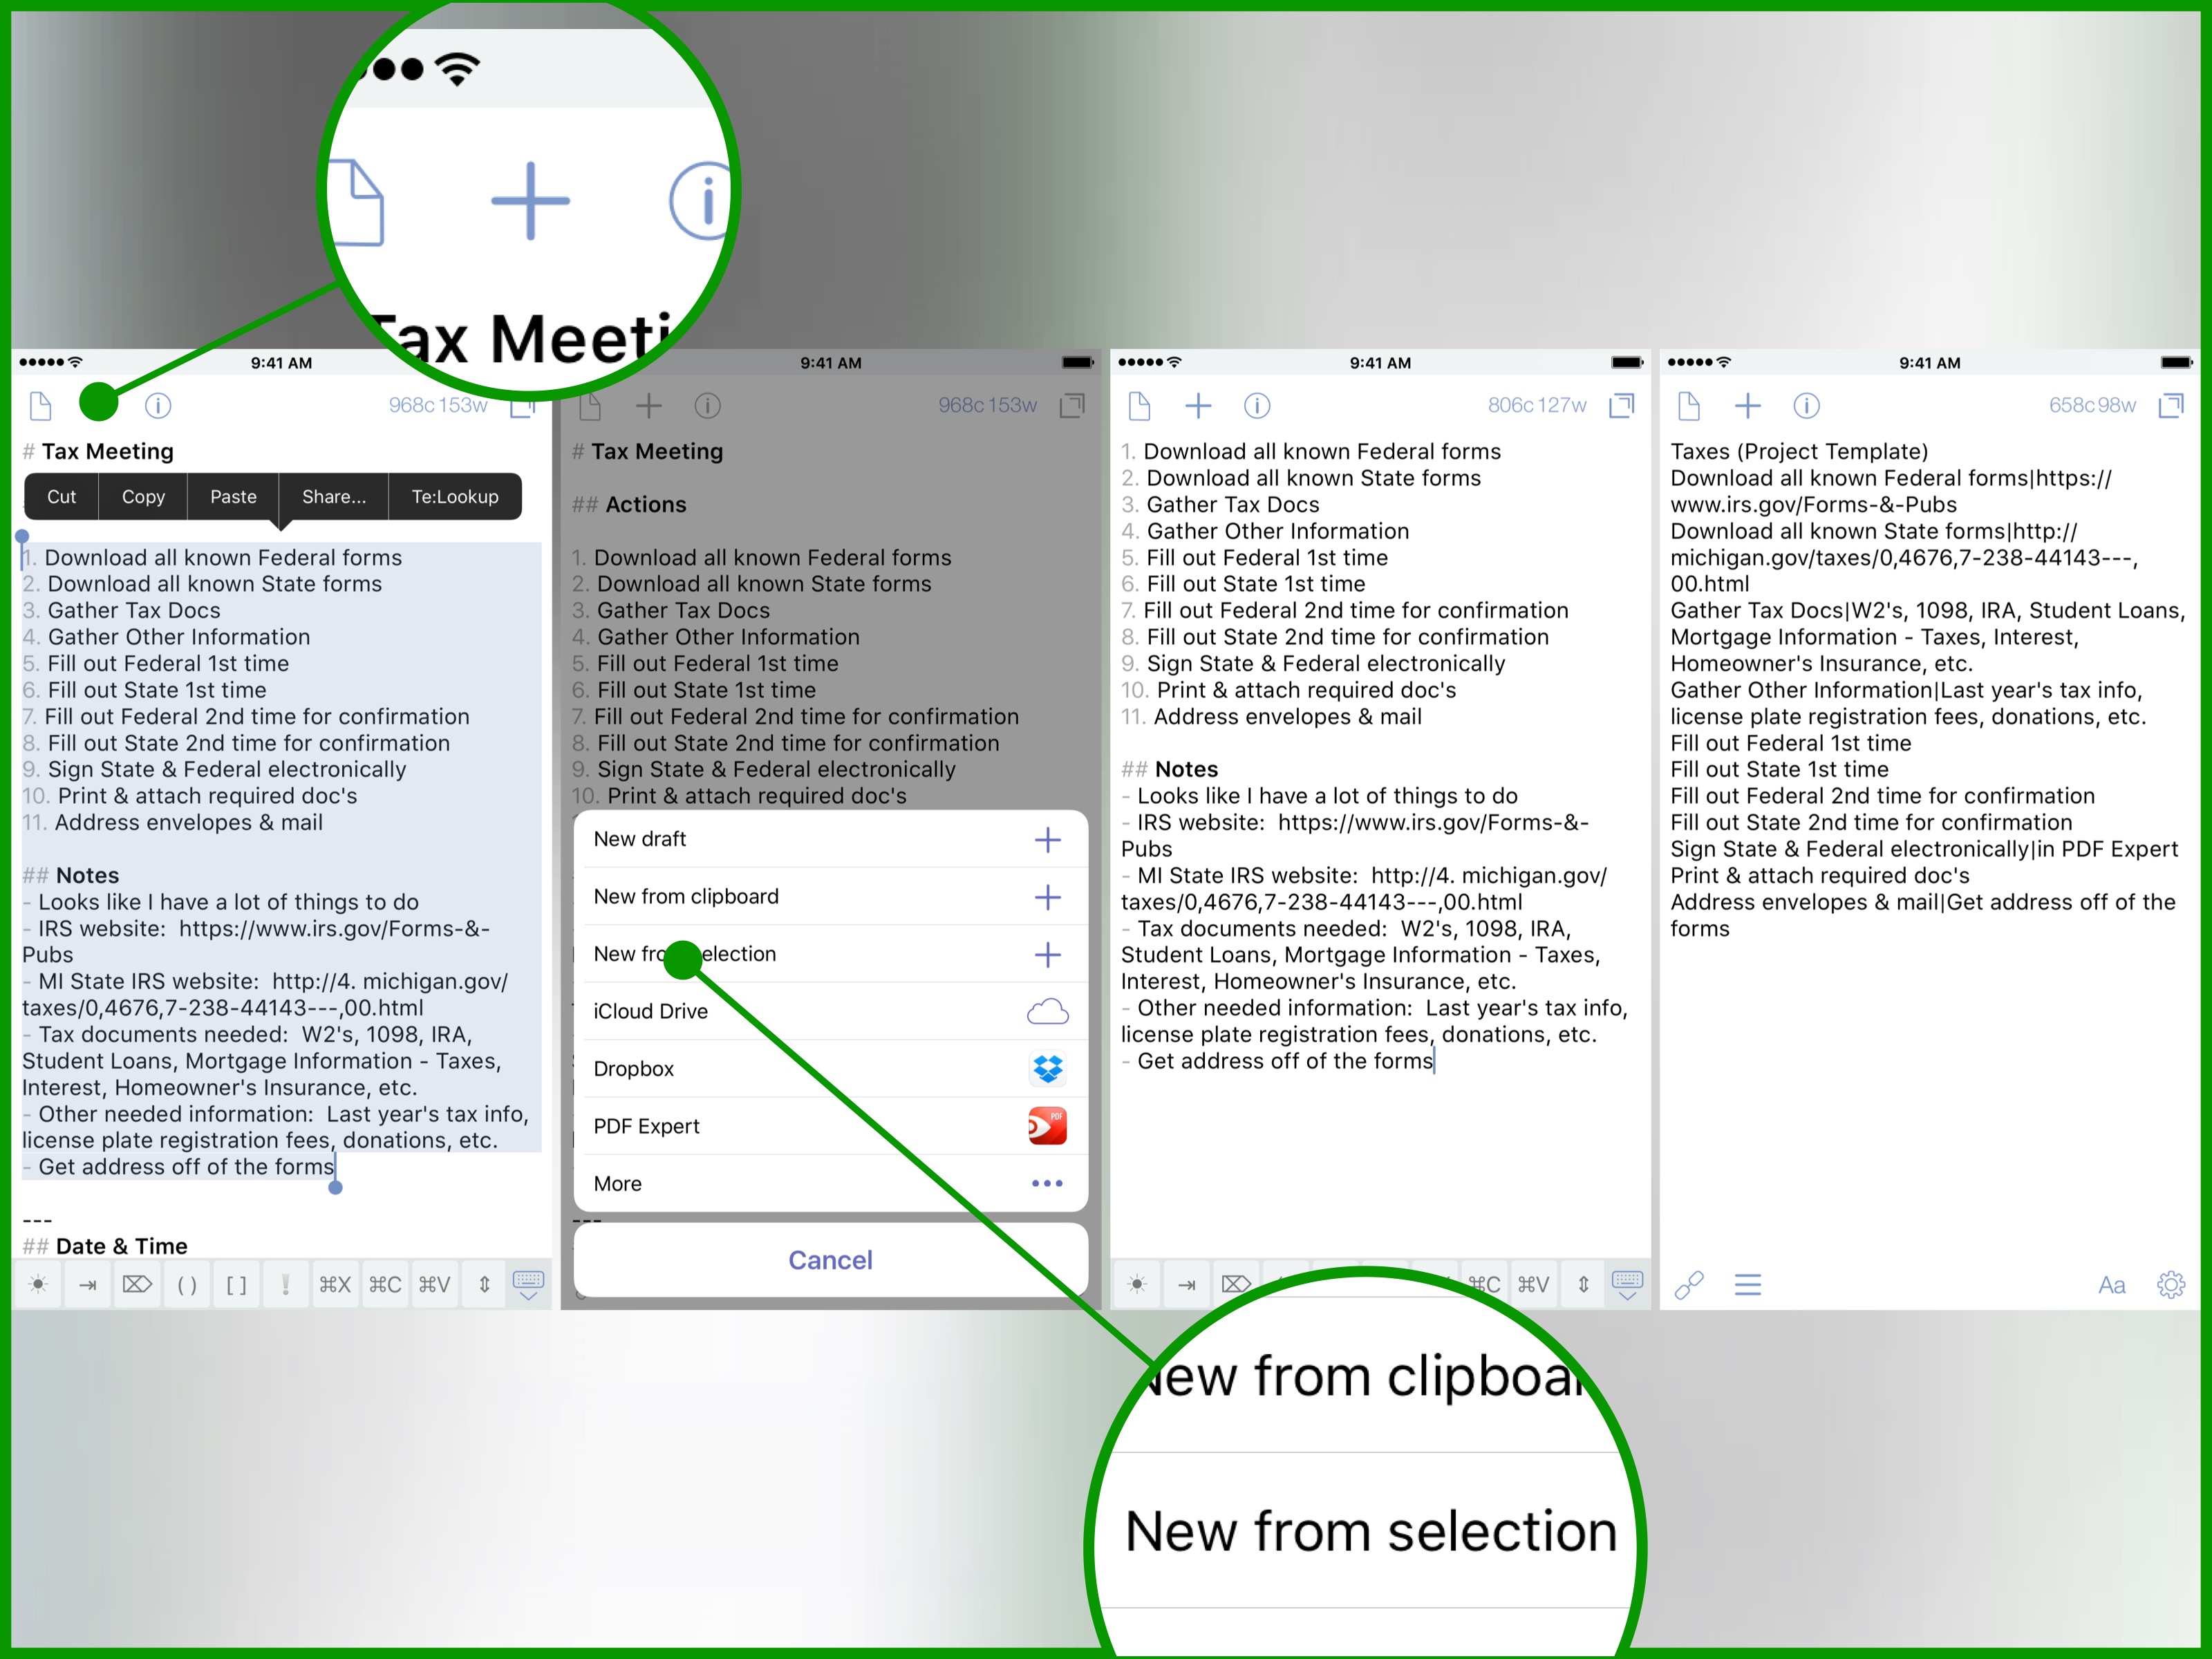 Tax Meeti
9:41 AM
968c 153w
# Tax Meeting
Cut Copy Paste Share... Te:Lookup
1. Download all known Federal forms
2. Download all known State forms
3. Gather Tax Docs
4. Gather Other Information
5. Fill out Federal 1st time
6. Fill out State 1st time
7. Fill out Federal 2nd time for confirmation
8. Fill out State 2nd time for confirmation
9. Sign State & Federal electronically
10. Print & attach required doc's
11. Address envelopes & mail
## Notes
- Looks like I have a lot of things to do
- IRS website:  https://www.irs.gov/Forms-&-
Pubs
- MI State IRS website:  http://4. michigan.gov/
taxes/0,4676,7-238-44143---,00.html
- Tax documents needed:  W2's, 1098, IRA,
Student Loans, Mortgage Information - Taxes,
Interest, Homeowner's Insurance, etc.
- Other needed information:  Last year's tax info,
license plate registration fees, donations, etc.
- Get address off of the forms
---
## Date & Time
( ) [ ] ! ⌘X ⌘C ⌘V
9:41 AM
968c 153w
# Tax Meeting
## Actions
1. Download all known Federal forms
2. Download all known State forms
3. Gather Tax Docs
4. Gather Other Information
5. Fill out Federal 1st time
6. Fill out State 1st time
7. Fill out Federal 2nd time for confirmation
8. Fill out State 2nd time for confirmation
9. Sign State & Federal electronically
10. Print & attach required doc's
New draft
New from clipboard
New from selection
iCloud Drive
Dropbox
PDF Expert
PDF
More
---
Cancel
9:41 AM
806c 127w
1. Download all known Federal forms
2. Download all known State forms
3. Gather Tax Docs
4. Gather Other Information
5. Fill out Federal 1st time
6. Fill out State 1st time
7. Fill out Federal 2nd time for confirmation
8. Fill out State 2nd time for confirmation
9. Sign State & Federal electronically
10. Print & attach required doc's
11. Address envelopes & mail
## Notes
- Looks like I have a lot of things to do
- IRS website:  https://www.irs.gov/Forms-&-
Pubs
- MI State IRS website:  http://4. michigan.gov/
taxes/0,4676,7-238-44143---,00.html
- Tax documents needed:  W2's, 1098, IRA,
Student Loans, Mortgage Information - Taxes,
Interest, Homeowner's Insurance, etc.
- Other needed information:  Last year's tax info,
license plate registration fees, donations, etc.
- Get address off of the forms
⌘C ⌘V
New from clipboar
New from selection
9:41 AM
658c 98w
Taxes (Project Template)
Download all known Federal forms|https://
www.irs.gov/Forms-&-Pubs
Download all known State forms|http://
michigan.gov/taxes/0,4676,7-238-44143---,
00.html
Gather Tax Docs|W2's, 1098, IRA, Student Loans,
Mortgage Information - Taxes, Interest,
Homeowner's Insurance, etc.
Gather Other Information|Last year's tax info,
license plate registration fees, donations, etc.
Fill out Federal 1st time
Fill out State 1st time
Fill out Federal 2nd time for confirmation
Fill out State 2nd time for confirmation
Sign State & Federal electronically|in PDF Expert
Print & attach required doc's
Address envelopes & mail|Get address off of the
forms
Aa